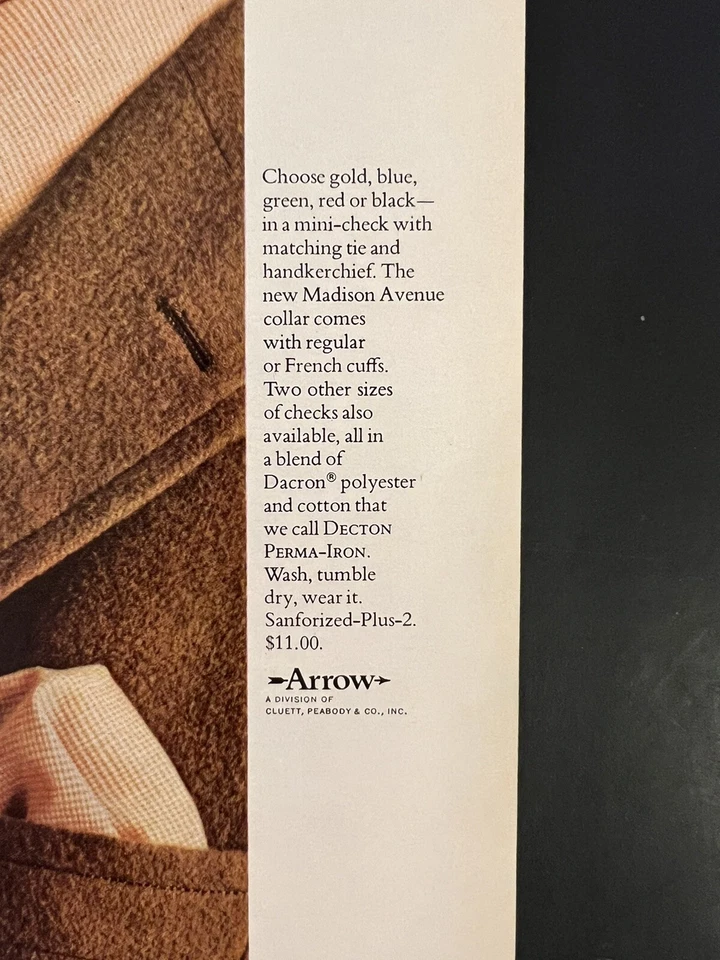 Choose gold, blue,
green, red or black—
in a mini-check with
matching tie and
handkerchief. The
new Madison Avenue
collar comes
with regular
or French cuffs.
Two other sizes
of checks also
available, all in
a blend of
Dacron® polyester
and cotton that
we call DECTON
PERMA-IRON.
Wash, tumble
dry, wear it.
Sanforized-Plus-2.
$11.00.
Arrow
A DIVISION OF
CLUETT, PEABODY & CO., INC.